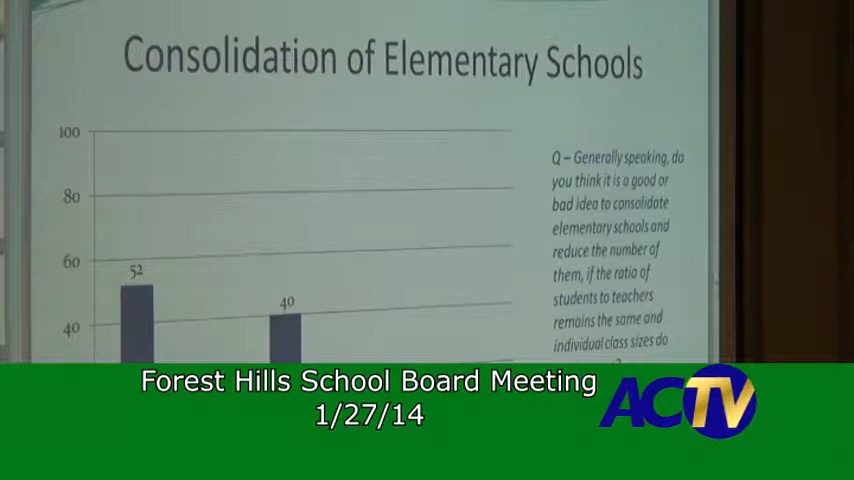 Consolidation of Elementary Schools
100
80
60
40
52
40
Q – Generally speaking, do
you think it is a good or
bad idea to consolidate
elementary schools and
reduce the number of
them, if the ratio of
students to teachers
remains the same and
individual class sizes do
Forest Hills School Board Meeting
1/27/14
ACTV